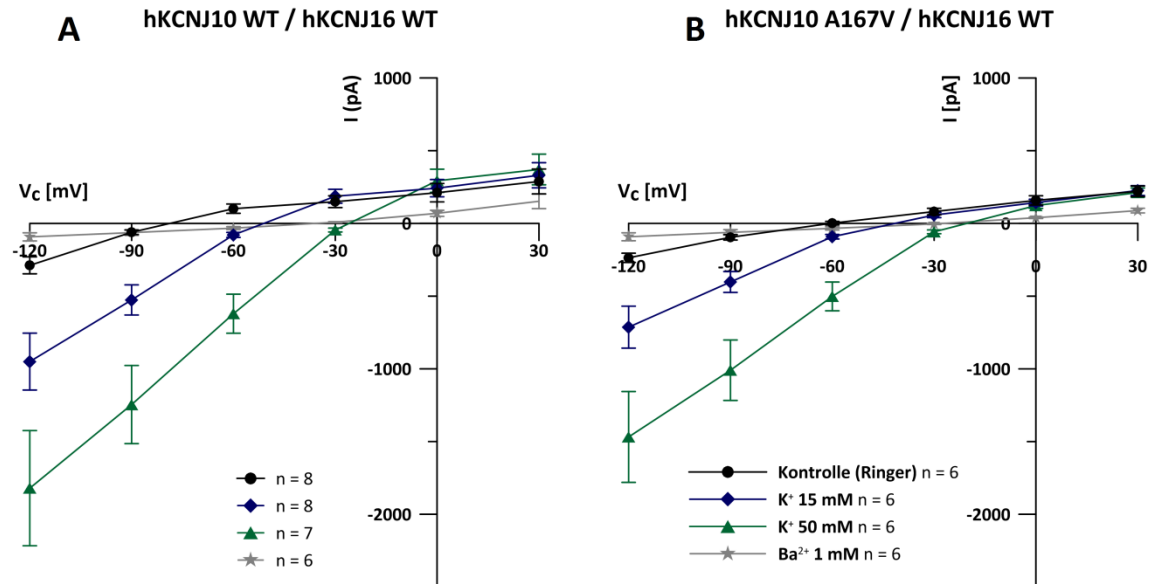 A
hKCNJ10 WT / hKCNJ16 WT
I (pA)
1000
Vc [mV]
0
-120
-90
-60
-30
0
30
-1000
-2000
n = 8
n = 8
n = 7
n = 6
B
hKCNJ10 A167V / hKCNJ16 WT
I [pA]
1000
Vc [mV]
0
-120
-90
-60
-30
0
30
-1000
-2000
Kontrolle (Ringer) n = 6
K⁺ 15 mM n = 6
K⁺ 50 mM n = 6
Ba²⁺ 1 mM n = 6